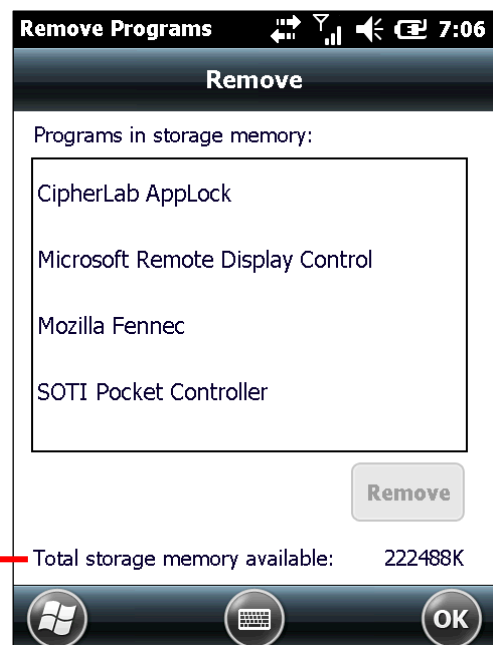 Remove Programs 7:06
Remove
Programs in storage memory:
CipherLab AppLock
Microsoft Remote Display Control
Mozilla Fennec
SOTI Pocket Controller
Remove
Total storage memory available: 222488K
OK